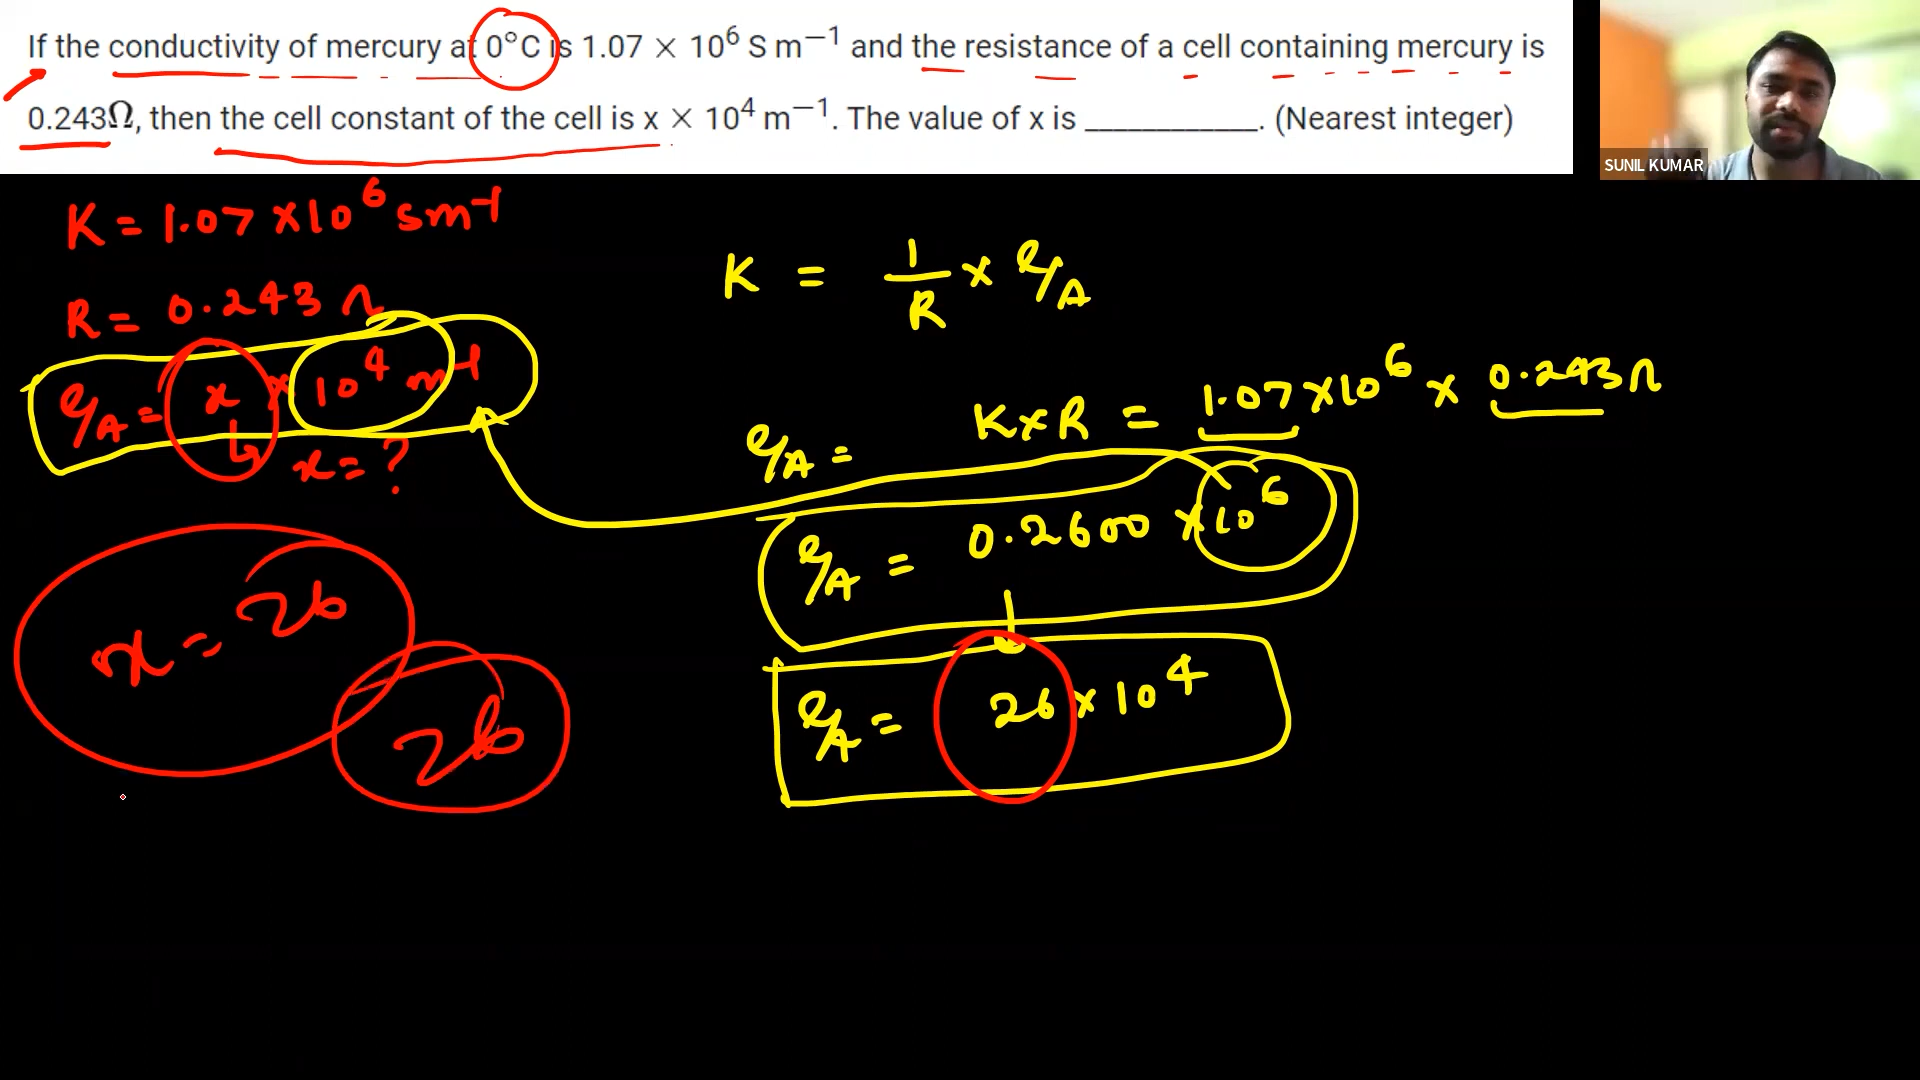 If the conductivity of mercury at 0°C is 1.07 × 10⁶ S m⁻¹ and the resistance of a cell containing mercury is
0.243Ω, then the cell constant of the cell is x × 10⁴ m⁻¹. The value of x is ____________. (Nearest integer)
SUNIL KUMAR
K = 1.07 × 10⁶ sm⁻¹
R = 0.243 Ω
l/A = x × 10⁴ m⁻¹
x = ?
x = 26
26
K = 1/R × l/A
l/A = K×R = 1.07 × 10⁶ × 0.243Ω
l/A = 0.2600 × 10⁶
l/A = 26 × 10⁴